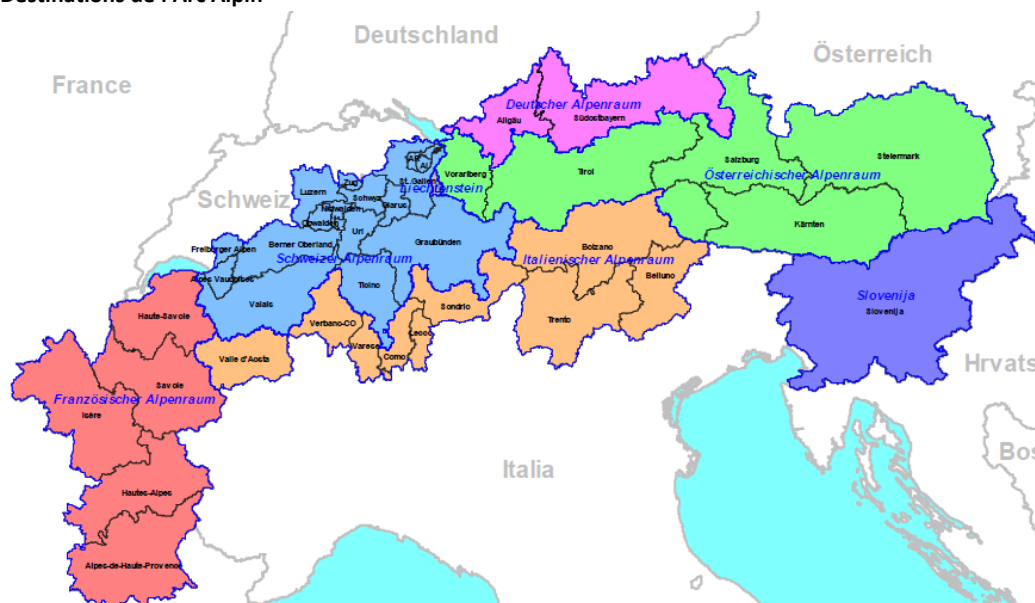 Destinations de l'Arc Alpin
Deutschland
Österreich
France
Deutscher Alpenraum
Allgäu
Südostbayern
Steiermark
Salzburg
AI
Vorarlberg
Tirol
Österreichischer Alpenraum
St. Gallen
Zug
Liechtenstein
Luzern
Schwyz
Schweiz
Glarus
Nidwalden
Obwalden
Uri
Kärnten
Freiburger Alpen
Berner Oberland
Graubünden
Bolzano
Schweizer Alpenraum
Italienischer Alpenraum
Alpes Vaudoises
Belluno
Ticino
Slovenija
Slovenija
Valais
Sondrio
Haute-Savoie
Verbano-CO
Trento
Lecco
Varese
Como
Valle d'Aosta
Hrvats
Savoie
Französischer Alpenraum
Isère
Bos
Italia
Hautes-Alpes
Alpes-de-Haute-Provence